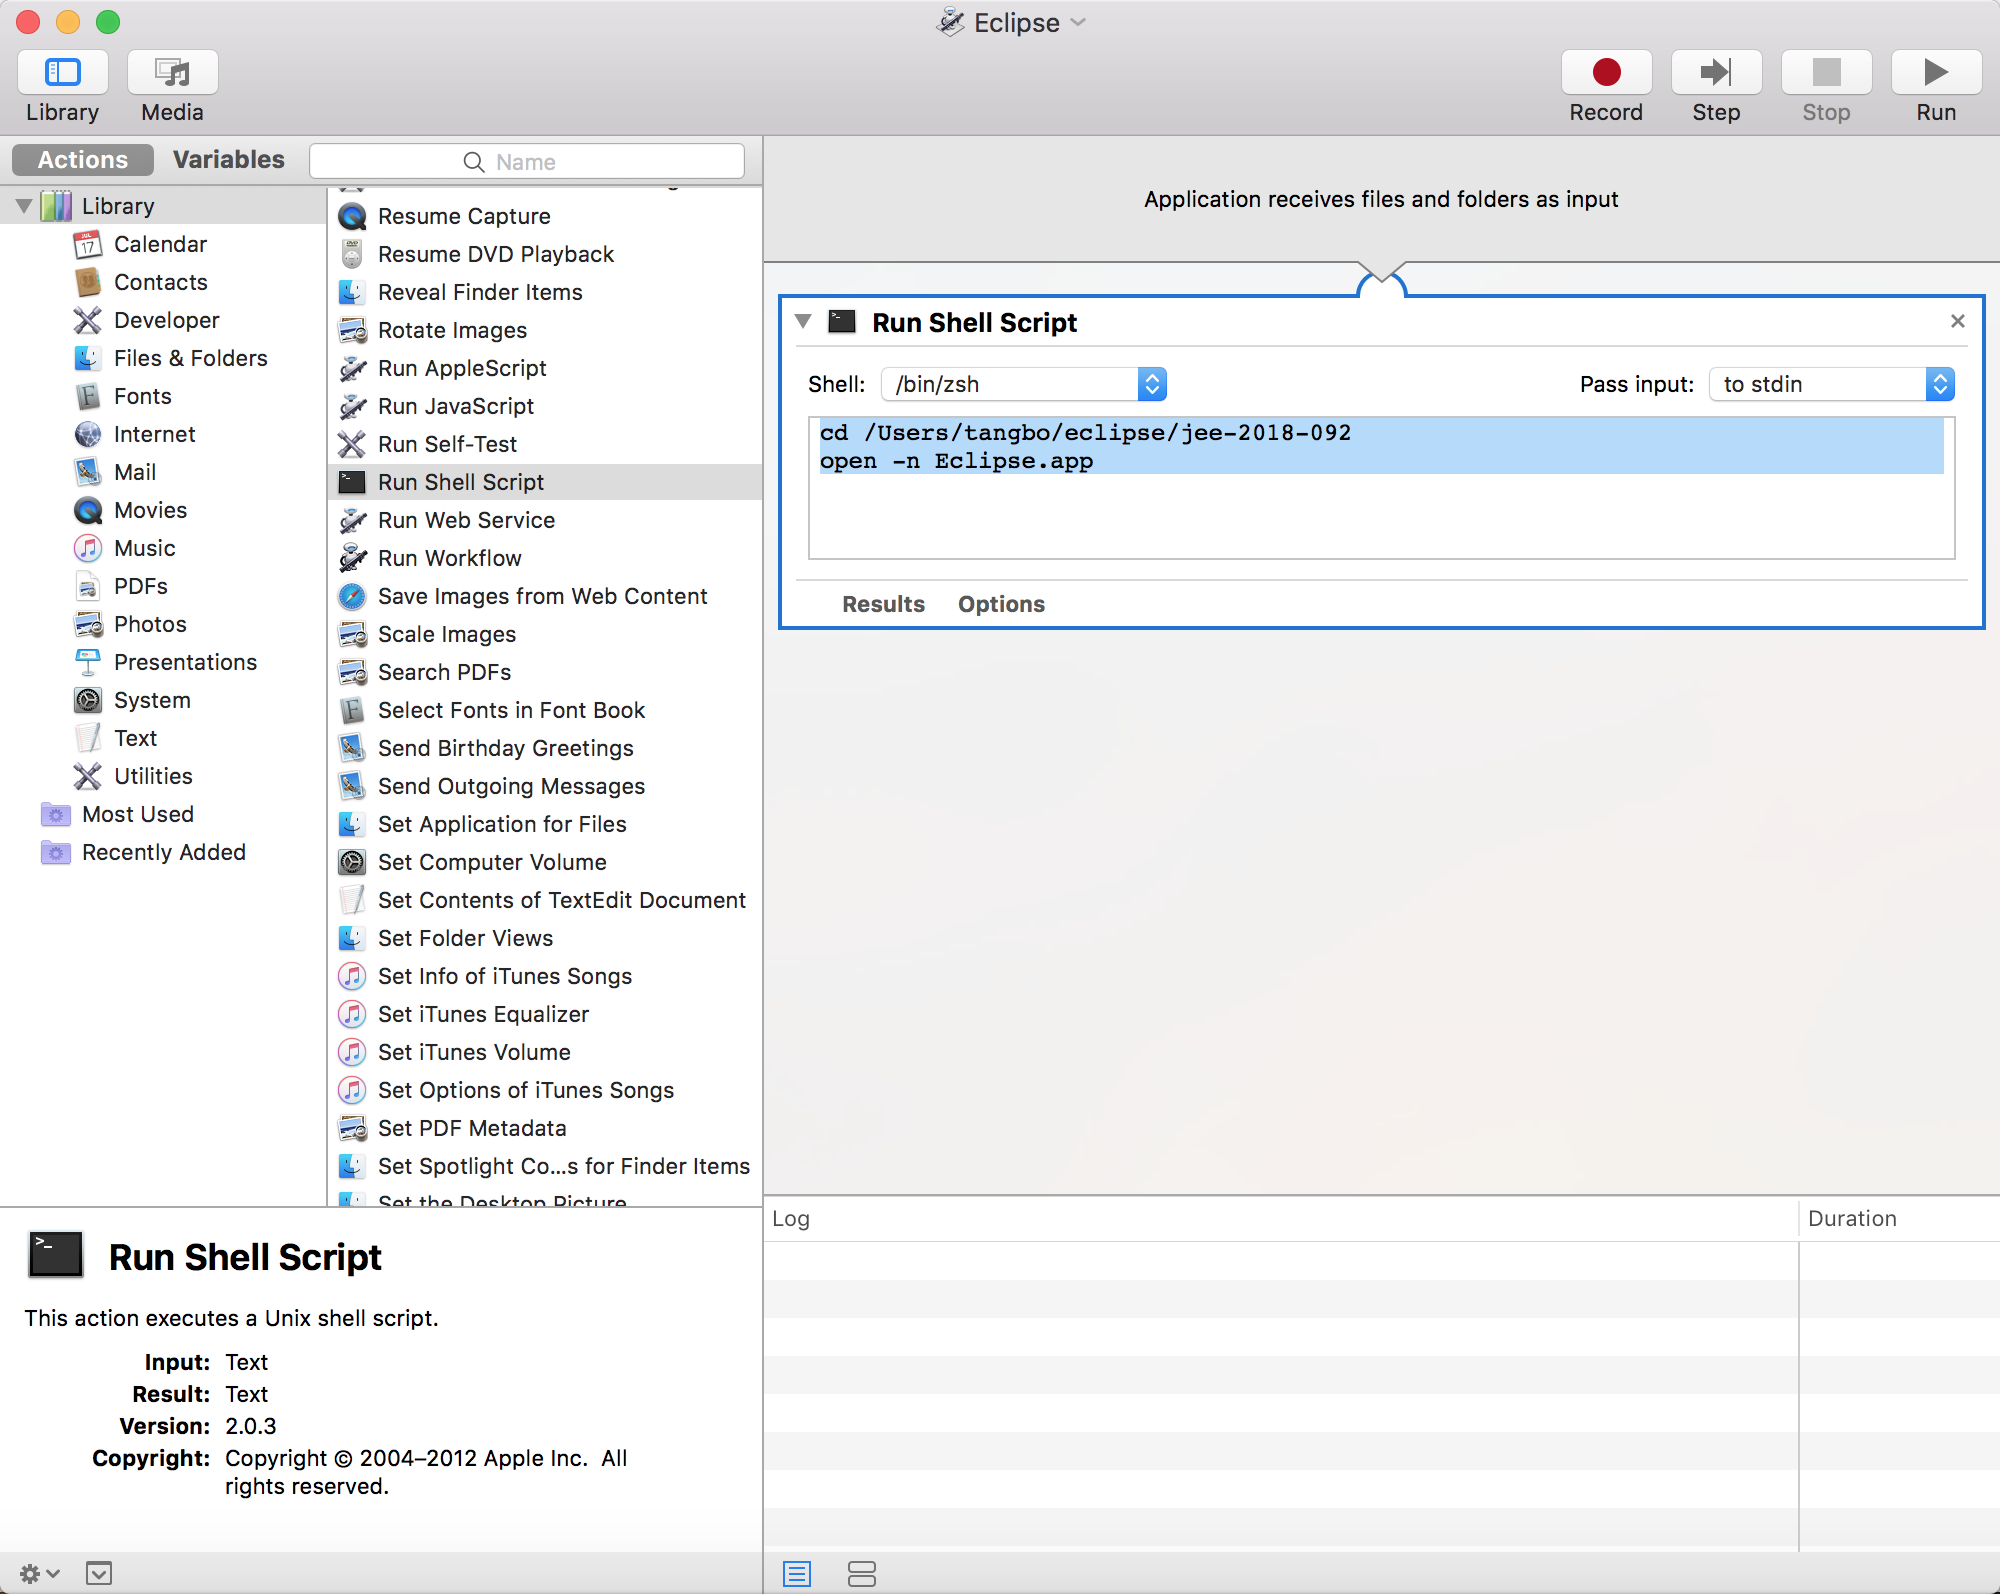 Eclipse
Library
Media
Record
Step
Stop
Run
Actions
Variables
Name
Library
Calendar
Contacts
Developer
Files & Folders
Fonts
Internet
Mail
Movies
Music
PDFs
Photos
Presentations
System
Text
Utilities
Most Used
Recently Added
Resume Capture
Resume DVD Playback
Reveal Finder Items
Rotate Images
Run AppleScript
Run JavaScript
Run Self-Test
Run Shell Script
Run Web Service
Run Workflow
Save Images from Web Content
Scale Images
Search PDFs
Select Fonts in Font Book
Send Birthday Greetings
Send Outgoing Messages
Set Application for Files
Set Computer Volume
Set Contents of TextEdit Document
Set Folder Views
Set Info of iTunes Songs
Set iTunes Equalizer
Set iTunes Volume
Set Options of iTunes Songs
Set PDF Metadata
Set Spotlight Co...s for Finder Items
Set the Desktop Picture
Application receives files and folders as input
Run Shell Script
Shell: /bin/zsh
Pass input: to stdin
cd /Users/tangbo/eclipse/jee-2018-092
open -n Eclipse.app
Results
Options
Log
Duration
Run Shell Script
This action executes a Unix shell script.
Input: Text
Result: Text
Version: 2.0.3
Copyright: Copyright © 2004–2012 Apple Inc. All
rights reserved.